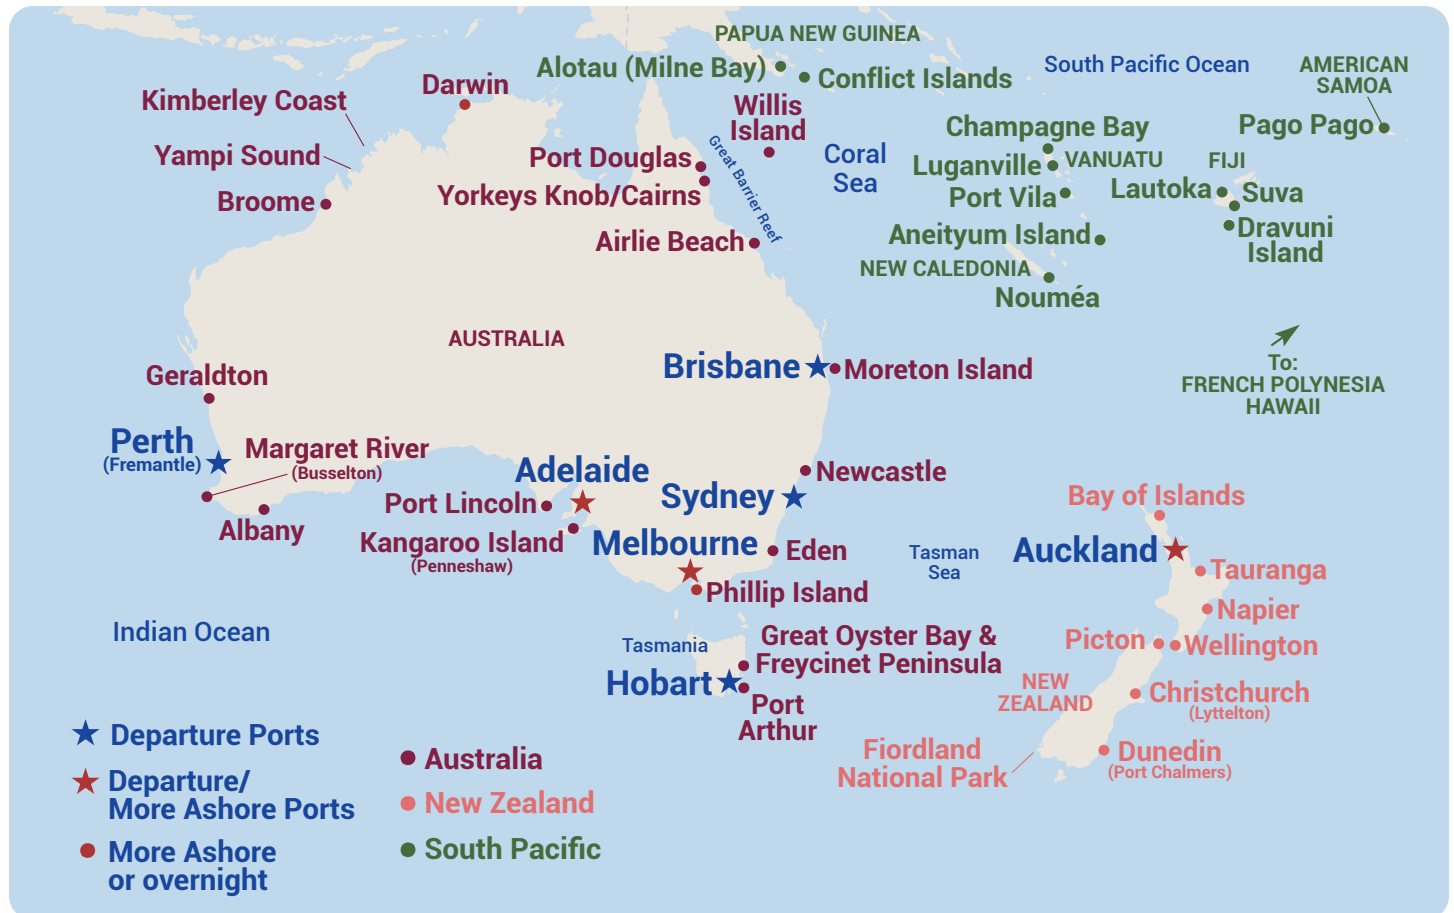 PAPUA NEW GUINEA
Alotau (Milne Bay)
Conflict Islands
South Pacific Ocean
AMERICAN
SAMOA
Pago Pago
Darwin
Kimberley Coast
Yampi Sound
Broome
Willis
Island
Port Douglas
Yorkeys Knob/Cairns
Great Barrier Reef
Airlie Beach
Coral
Sea
Champagne Bay
Luganville
VANUATU
Port Vila
FIJI
Lautoka
Suva
Dravuni
Island
Aneityum Island
NEW CALEDONIA
Nouméa
AUSTRALIA
Brisbane
Moreton Island
To:
FRENCH POLYNESIA
HAWAII
Geraldton
Perth
(Fremantle)
Margaret River
(Busselton)
Albany
Adelaide
Port Lincoln
Kangaroo Island
(Penneshaw)
Newcastle
Sydney
Melbourne
Eden
Phillip Island
Tasman
Sea
Bay of Islands
Auckland
Tauranga
Napier
Picton
Wellington
NEW
ZEALAND
Christchurch
(Lyttelton)
Fiordland
National Park
Dunedin
(Port Chalmers)
Indian Ocean
Tasmania
Great Oyster Bay &
Freycinet Peninsula
Hobart
Port
Arthur
Departure Ports
Departure/
More Ashore Ports
More Ashore
or overnight
Australia
New Zealand
South Pacific